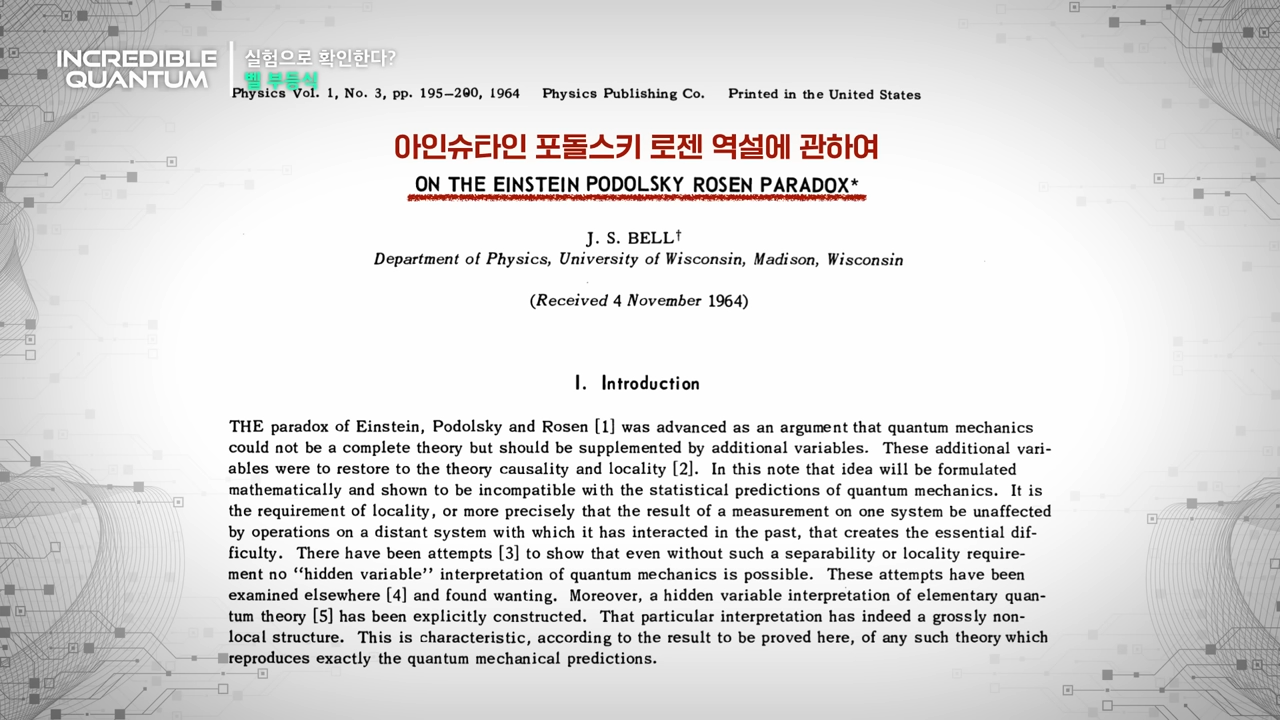 INCREDIBLE
QUANTUM
실험으로 확인한다?
벨 부등식
Physics Vol. 1, No. 3, pp. 195—200, 1964 Physics Publishing Co. Printed in the United States
아인슈타인 포돌스키 로젠 역설에 관하여
ON THE EINSTEIN PODOLSKY ROSEN PARADOX*
J. S. BELL†
Department of Physics, University of Wisconsin, Madison, Wisconsin
(Received 4 November 1964)
I. Introduction
THE paradox of Einstein, Podolsky and Rosen [1] was advanced as an argument that quantum mechanics
could not be a complete theory but should be supplemented by additional variables. These additional vari-
ables were to restore to the theory causality and locality [2]. In this note that idea will be formulated
mathematically and shown to be incompatible with the statistical predictions of quantum mechanics. It is
the requirement of locality, or more precisely that the result of a measurement on one system be unaffected
by operations on a distant system with which it has interacted in the past, that creates the essential dif-
ficulty. There have been attempts [3] to show that even without such a separability or locality require-
ment no ‘‘hidden variable’’ interpretation of quantum mechanics is possible. These attempts have been
examined elsewhere [4] and found wanting. Moreover, a hidden variable interpretation of elementary quan-
tum theory [5] has been explicitly constructed. That particular interpretation has indeed a grossly non-
local structure. This is characteristic, according to the result to be proved here, of any such theory which
reproduces exactly the quantum mechanical predictions.